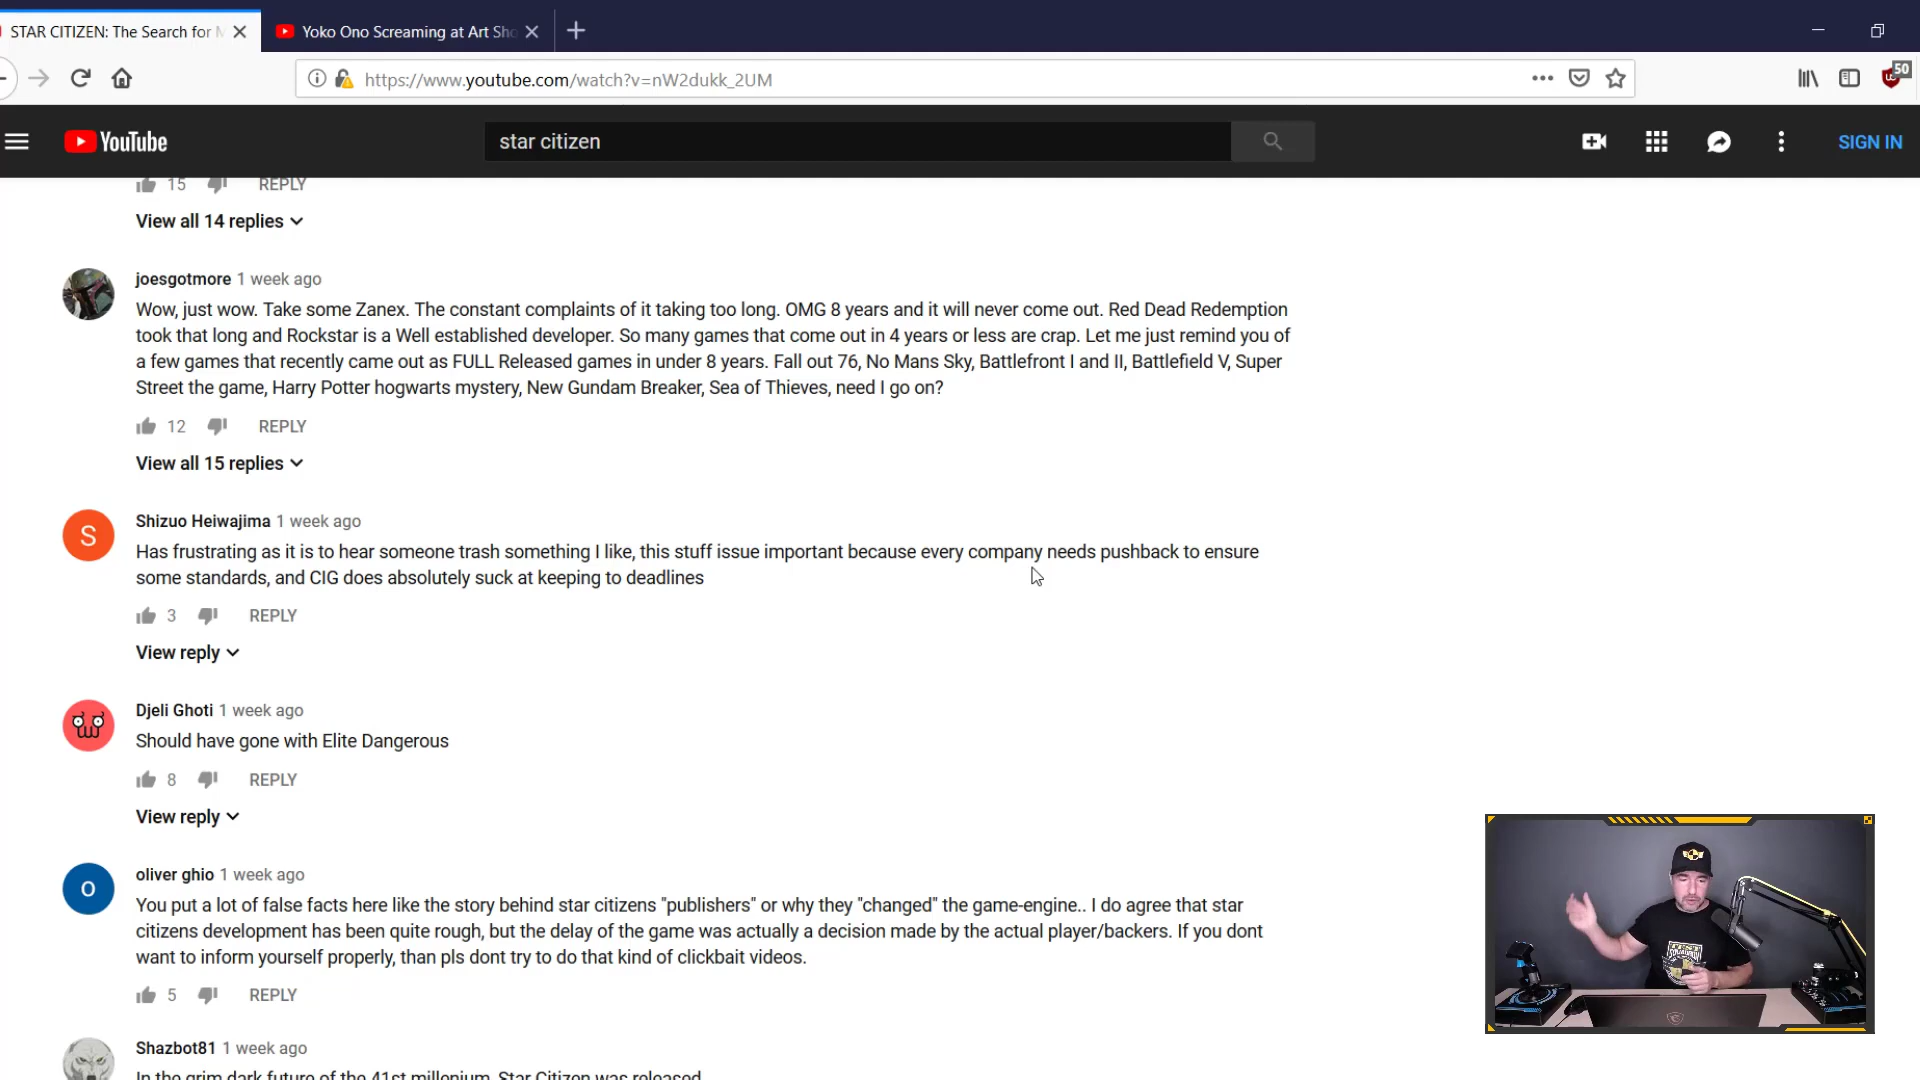 STAR CITIZEN: The Search for M
Yoko Ono Screaming at Art Sho
https://www.youtube.com/watch?v=nW2dukk_2UM
50
YouTube
star citizen
SIGN IN
15 REPLY
View all 14 replies
joesgotmore 1 week ago
Wow, just wow. Take some Zanex. The constant complaints of it taking too long. OMG 8 years and it will never come out. Red Dead Redemption
took that long and Rockstar is a Well established developer. So many games that come out in 4 years or less are crap. Let me just remind you of
a few games that recently came out as FULL Released games in under 8 years. Fall out 76, No Mans Sky, Battlefront I and II, Battlefield V, Super
Street the game, Harry Potter hogwarts mystery, New Gundam Breaker, Sea of Thieves, need I go on?
12 REPLY
View all 15 replies
S
Shizuo Heiwajima 1 week ago
Has frustrating as it is to hear someone trash something I like, this stuff issue important because every company needs pushback to ensure
some standards, and CIG does absolutely suck at keeping to deadlines
3 REPLY
View reply
Djeli Ghoti 1 week ago
Should have gone with Elite Dangerous
8 REPLY
View reply
o
oliver ghio 1 week ago
You put a lot of false facts here like the story behind star citizens "publishers" or why they "changed" the game-engine.. I do agree that star
citizens development has been quite rough, but the delay of the game was actually a decision made by the actual player/backers. If you dont
want to inform yourself properly, than pls dont try to do that kind of clickbait videos.
5 REPLY
Shazbot81 1 week ago
In the grim dark future of the 41st millenium, Star Citizen was released